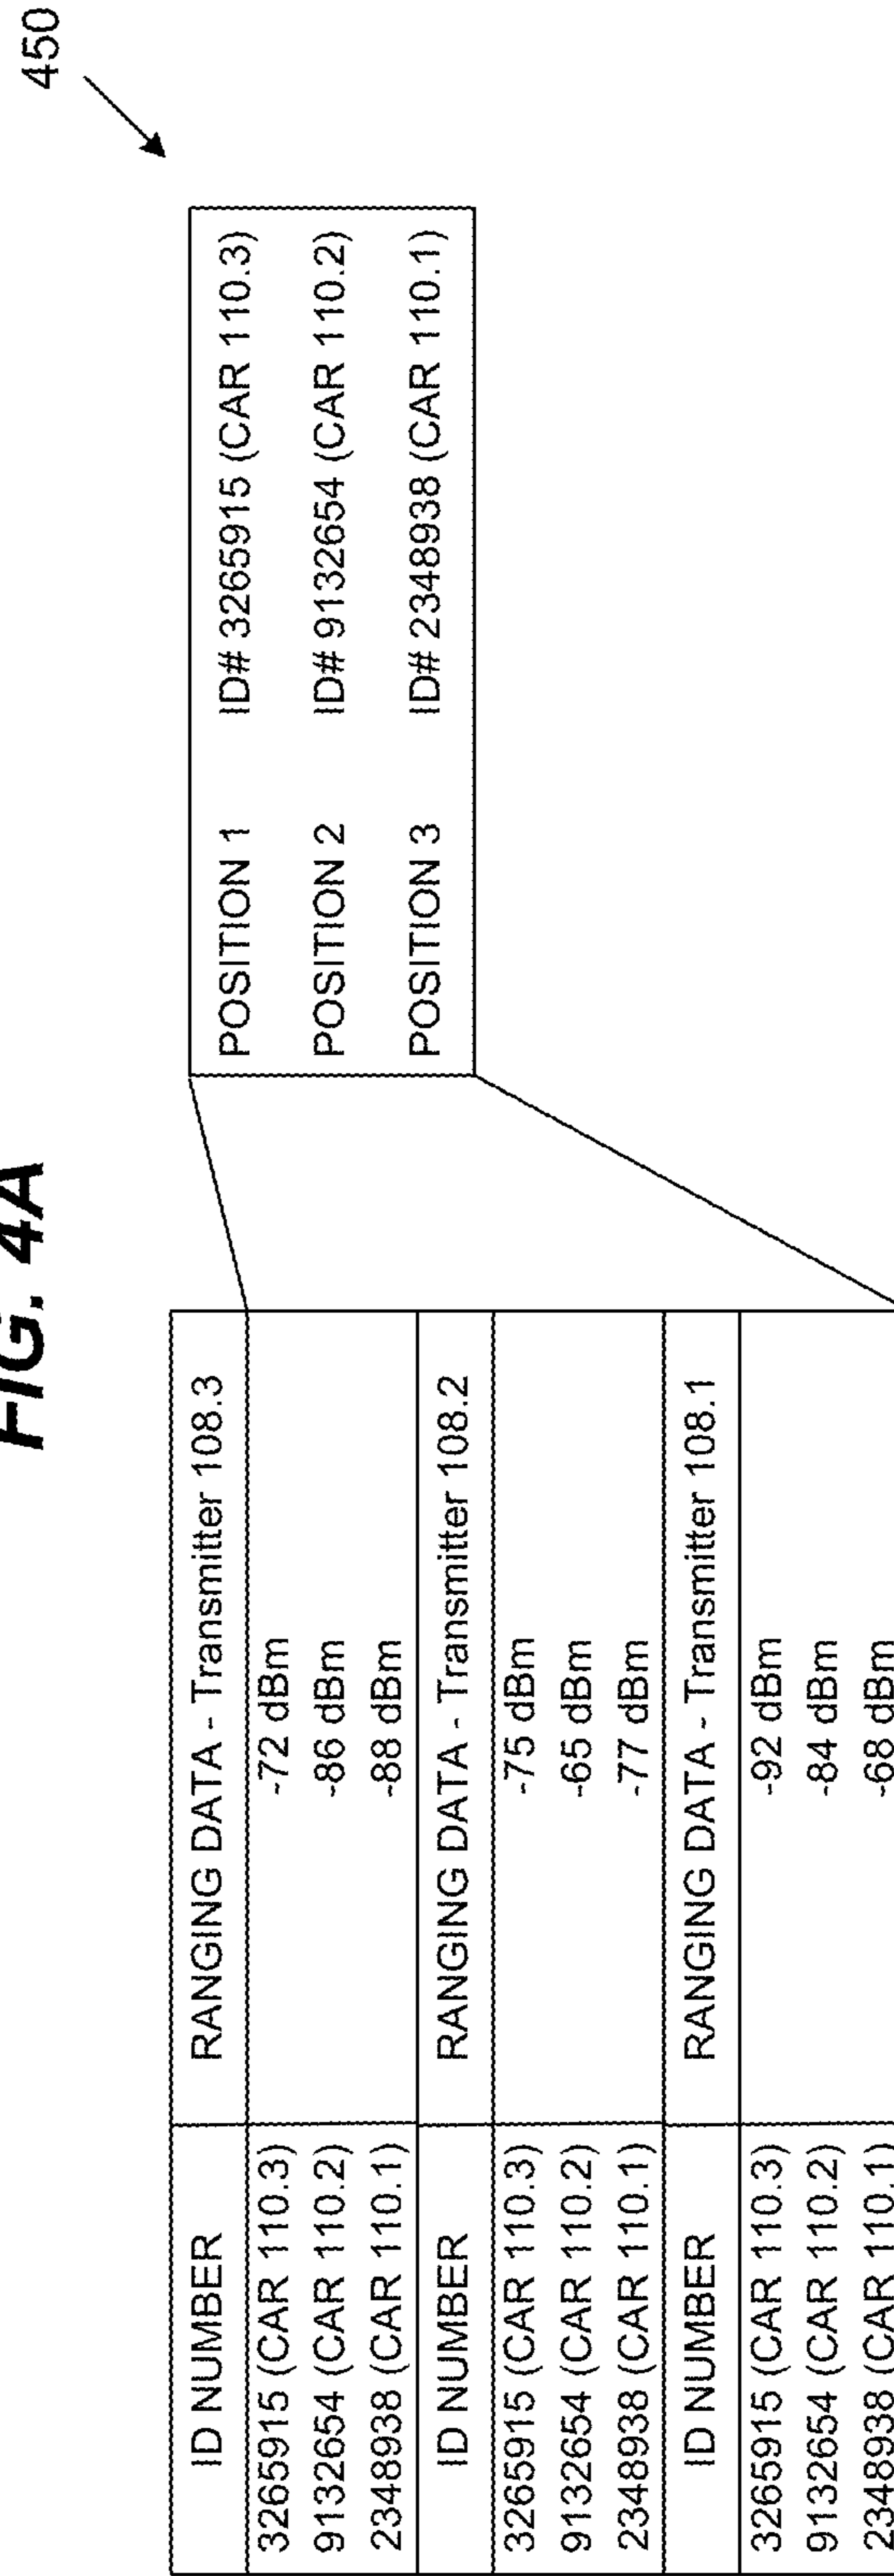 FIG. 4A
450
ID NUMBER RANGING DATA - Transmitter 108.3
3265915 (CAR 110.3) -72 dBm
9132654 (CAR 110.2) -86 dBm
2348938 (CAR 110.1) -88 dBm
ID NUMBER RANGING DATA - Transmitter 108.2
3265915 (CAR 110.3) -75 dBm
9132654 (CAR 110.2) -65 dBm
2348938 (CAR 110.1) -77 dBm
ID NUMBER RANGING DATA - Transmitter 108.1
3265915 (CAR 110.3) -92 dBm
9132654 (CAR 110.2) -84 dBm
2348938 (CAR 110.1) -68 dBm
POSITION 1 ID# 3265915 (CAR 110.3)
POSITION 2 ID# 9132654 (CAR 110.2)
POSITION 3 ID# 2348938 (CAR 110.1)